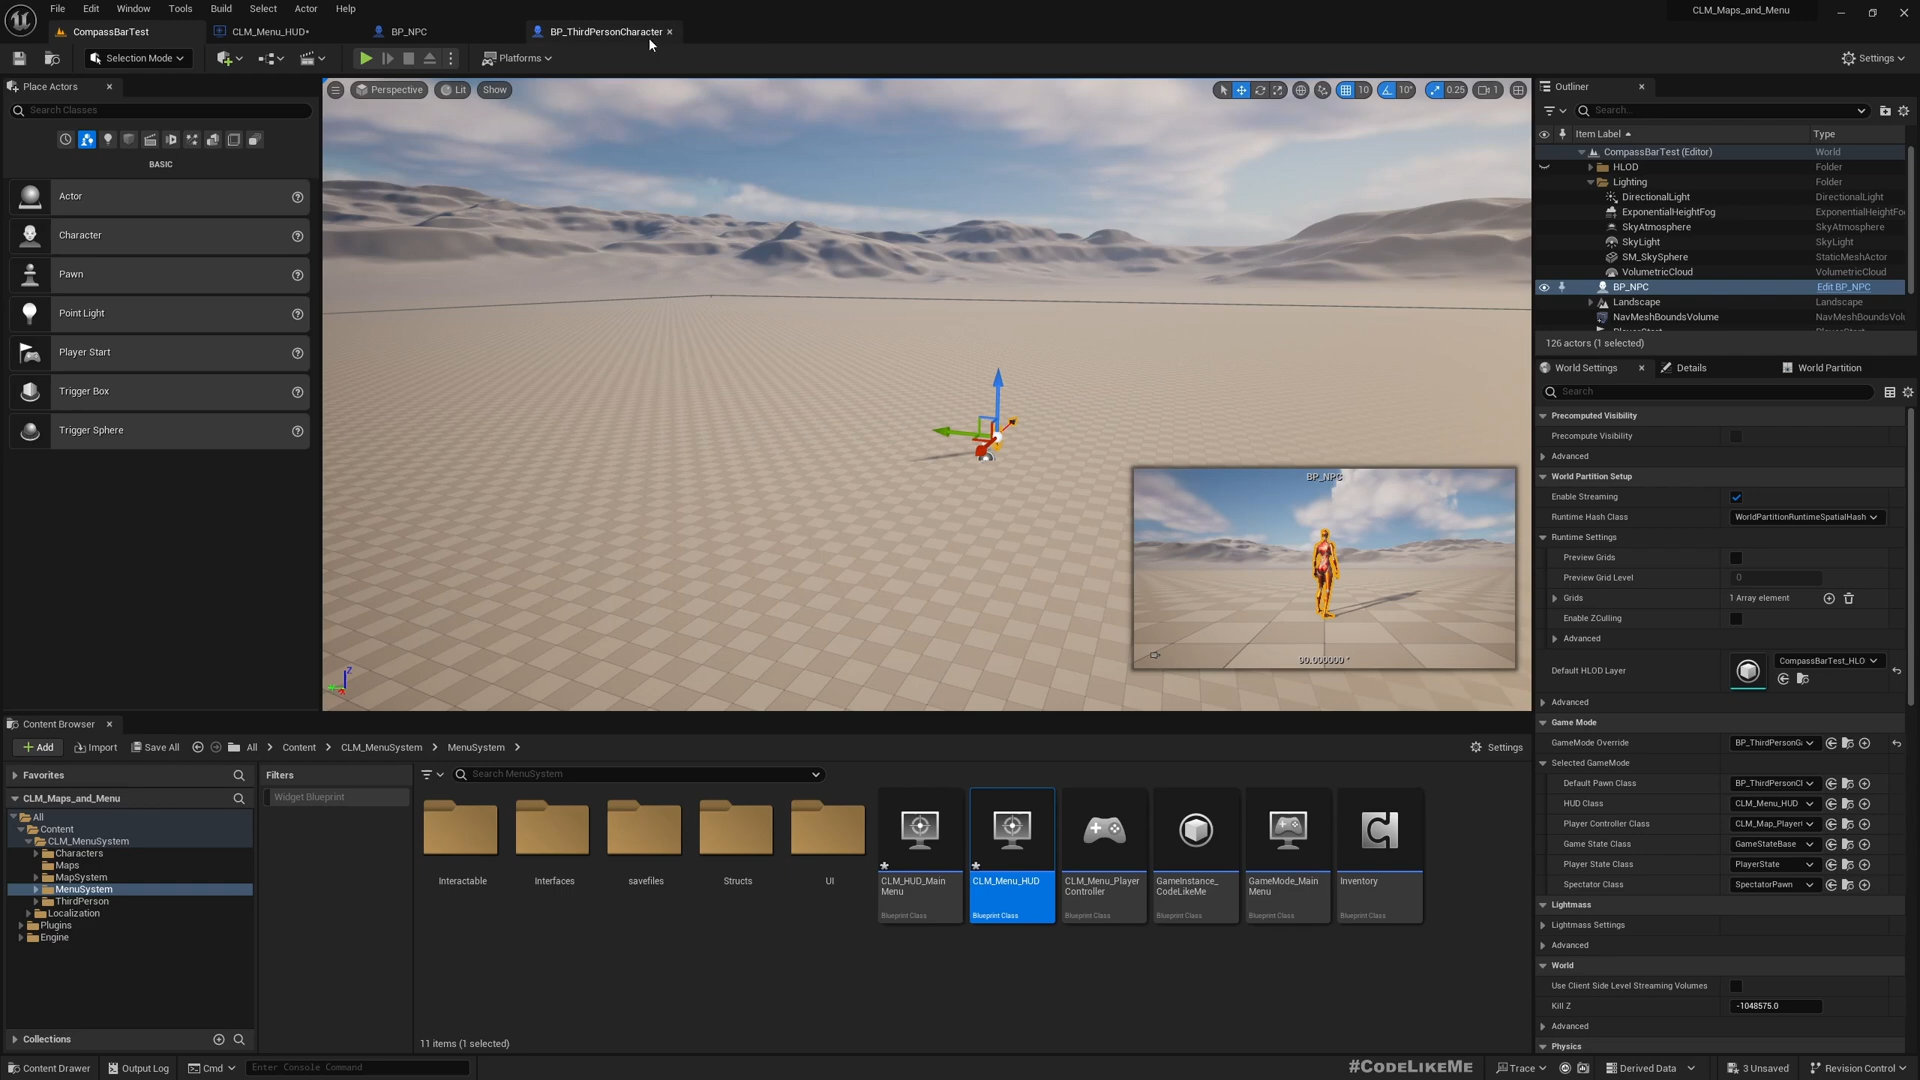 File Edit Window Tools Build Select Actor Help
CLM_Maps_and_Menu
CompassBarTest
CLM_Menu_HUD*
BP_NPC
BP_ThirdPersonCharacter
Selection Mode
Platforms
Settings
Place Actors
Search Classes
BASIC
Actor
Character
Pawn
Point Light
Player Start
Trigger Box
Trigger Sphere
Perspective
Lit
Show
10
10°
0.25
1
BP_NPC
90.000000 °
Outliner
Search...
Item Label
Type
CompassBarTest (Editor) World
HLOD Folder
Lighting Folder
DirectionalLight DirectionalLight
ExponentialHeightFog ExponentialHeightFo
SkyAtmosphere SkyAtmosphere
SkyLight SkyLight
SM_SkySphere StaticMeshActor
VolumetricCloud VolumetricCloud
BP_NPC Edit BP_NPC
Landscape Landscape
NavMeshBoundsVolume NavMeshBoundsVolu
126 actors (1 selected)
World Settings
Details
World Partition
Search
Precomputed Visibility
Precompute Visibility
Advanced
World Partition Setup
Enable Streaming
Runtime Hash Class WorldPartitionRuntimeSpatialHash
Runtime Settings
Preview Grids
Preview Grid Level 0
Grids 1 Array element
Enable ZCulling
Advanced
Default HLOD Layer CompassBarTest_HLO
Advanced
Game Mode
GameMode Override BP_ThirdPersonGa
Selected GameMode
Default Pawn Class BP_ThirdPersonCl
HUD Class CLM_Menu_HUD
Player Controller Class CLM_Map_Player
Game State Class GameStateBase
Player State Class PlayerState
Spectator Class SpectatorPawn
Lightmass
Lightmass Settings
Advanced
World
Use Client Side Level Streaming Volumes
Kill Z -1048575.0
Advanced
Physics
Content Browser
Add Import Save All All Content CLM_MenuSystem MenuSystem Settings
Favorites
CLM_Maps_and_Menu
All
Content
CLM_MenuSystem
Characters
Maps
MapSystem
MenuSystem
ThirdPerson
Localization
Plugins
Engine
Collections
Filters
Widget Blueprint
Search MenuSystem
Interactable
Interfaces
savefiles
Structs
UI
CLM_HUD_Main
Menu
Blueprint Class
CLM_Menu_HUD
Blueprint Class
CLM_Menu_Player
Controller
Blueprint Class
GameInstance_
CodeLikeMe
Blueprint Class
GameMode_Main
Menu
Blueprint Class
Inventory
Blueprint Class
11 items (1 selected)
Content Drawer
Output Log
Cmd
Enter Console Command
#CodeLikeMe
Trace
Derived Data
3 Unsaved
Revision Control